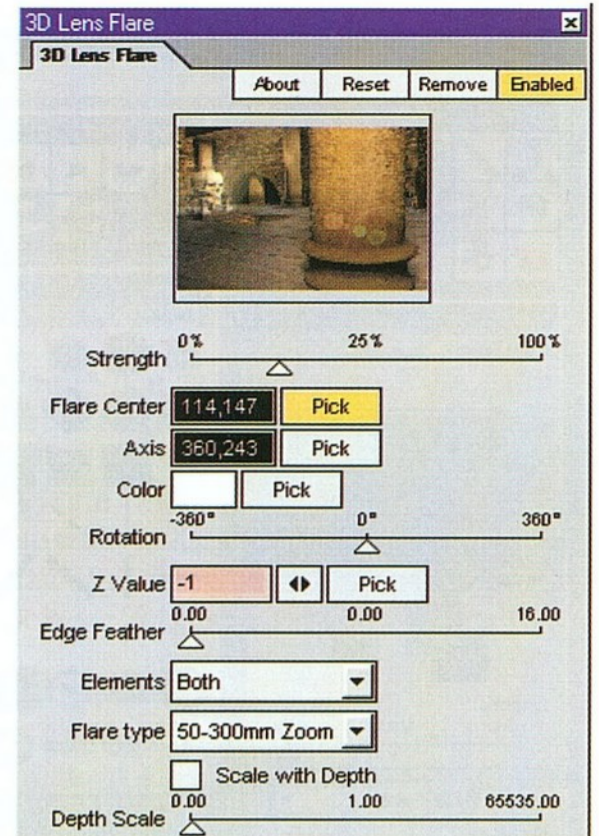 3D Lens Flare
3D Lens Flare
About Reset Remove Enabled
0% 25% 100%
Strength
Flare Center 114,147 Pick
Axis 360,243 Pick
Color Pick
-360° 0° 360°
Rotation
Z Value -1 Pick
0.00 0.00 16.00
Edge Feather
Elements Both
Flare type 50-300mm Zoom
Scale with Depth
0.00 1.00 65535.00
Depth Scale